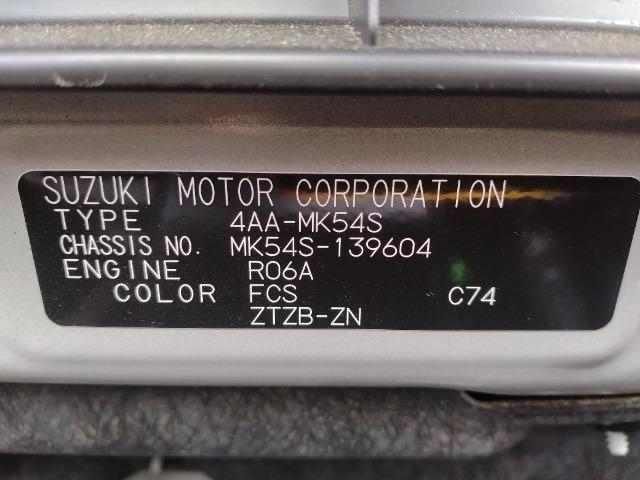 SUZUKI MOTOR CORPORATION
TYPE 4AA-MK54S
CHASSIS NO. MK54S-139604
ENGINE R06A
COLOR FCS C74
ZTZB-ZN